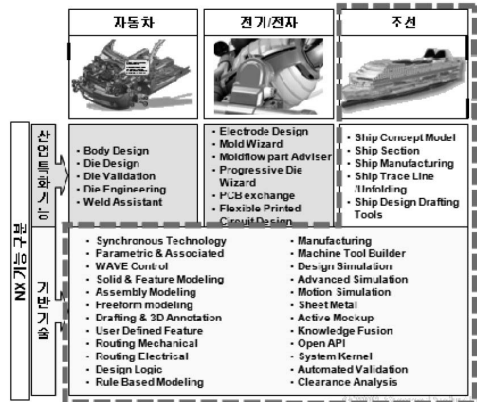 자동차
전기/전자
조선
NX기능구분
산업특화기능
Body Design
Die Design
Die Validation
Die Engineering
Weld Assistant
Electrode Design
Mold Wizard
Moldflow part Adviser
Progressive Die
Wizard
PCB exchange
Flexible Printed
Circuit Design
Ship Concept Model
Ship Section
Ship Manufacturing
Ship Trace Line
/Unfolding
Ship Design Drafting
Tools
기반기술
Synchronous Technology
Parametric & Associated
WAVE Control
Solid & Feature Modeling
Assembly Modeling
Freeform modeling
Drafting & 3D Annotation
User Defined Feature
Routing Mechanical
Routing Electrical
Design Logic
Rule Based Modeling
Manufacturing
Machine Tool Builder
Design Simulation
Advanced Simulation
Motion Simulation
Sheet Metal
Active Mockup
Knowledge Fusion
Open API
System Kernel
Automated Validation
Clearance Analysis